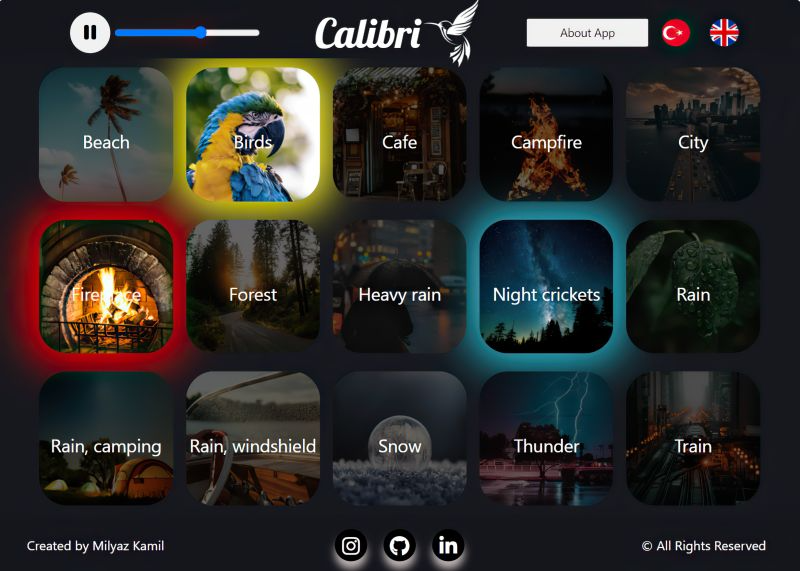 Calibri
About App
Beach
Birds
Cafe
Campfire
City
Fireplace
Forest
Heavy rain
Night crickets
Rain
Rain, camping
Rain, windshield
Snow
Thunder
Train
Created by Milyaz Kamil
in
© All Rights Reserved